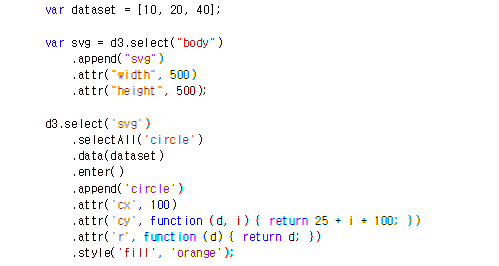 var dataset = [10, 20, 40];
var svg = d3.select("body")
.append("svg")
.attr("width", 500)
.attr("height", 500);
d3.select('svg')
.selectAll('circle')
.data(dataset)
.enter()
.append('circle')
.attr('cx', 100)
.attr('cy', function (d, i) { return 25 + i * 100; })
.attr('r', function (d) { return d; })
.style('fill', 'orange');